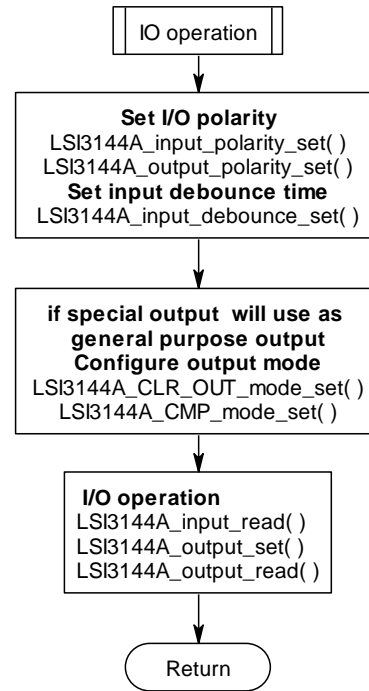 IO operation
Set I/O polarity
LSI3144A_input_polarity_set( )
LSI3144A_output_polarity_set( )
Set input debounce time
LSI3144A_input_debounce_set( )
if special output will use as
general purpose output
Configure output mode
LSI3144A_CLR_OUT_mode_set( )
LSI3144A_CMP_mode_set( )
I/O operation
LSI3144A_input_read( )
LSI3144A_output_set( )
LSI3144A_output_read( )
Return